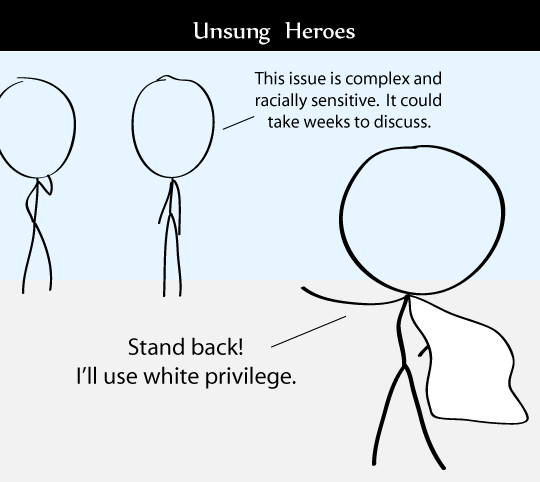 Unsung Heroes
This issue is complex and
racially sensitive. It could
take weeks to discuss.
Stand back!
I'll use white privilege.